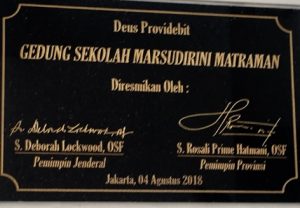 Deus Providebit
GEDUNG SEKOLAH MARSUDIRINI MATRAMAN
Diresmikan Oleh :
S. Deborah Lockwood, OSF
Pemimpin Jenderal
S. Rosali Prime Hatmani, OSF
Pemimpin Provinsi
Jakarta, 04 Agustus 2018